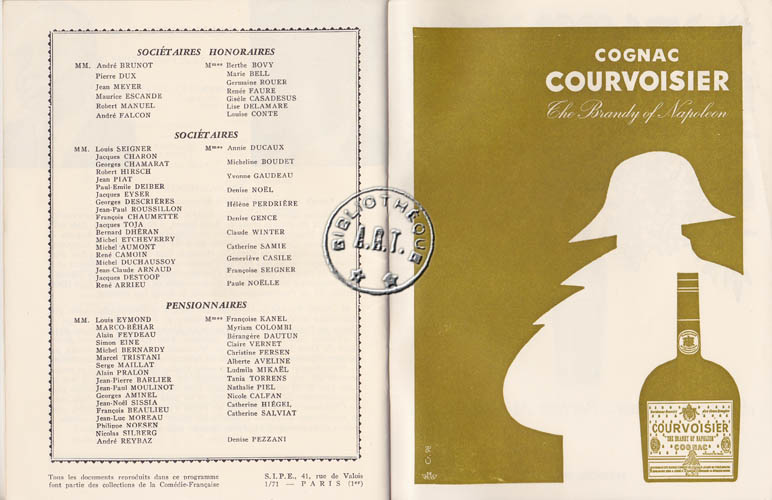 SOCIÉTAIRES HONORAIRES
MM. André BRUNOT
Pierre DUX
Jean MEYER
Maurice ESCANDE
Robert MANUEL
André FALCON
Mmes Berthe BOVY
Marie BELL
Germaine ROUER
Renée FAURE
Gisèle CASADESUS
Lise DELAMARE
Louise CONTE
SOCIÉTAIRES
MM. Louis SEIGNER
Jacques CHARON
Georges CHAMARAT
Robert HIRSCH
Jean PIAT
Paul-Emile DEIBER
Jacques EYSER
Georges DESCRIÈRES
Jean-Paul ROUSSILLON
François CHAUMETTE
Jacques TOJA
Bernard DHÉRAN
Michel ETCHEVERRY
Michel AUMONT
René CAMOIN
Michel DUCHAUSSOY
Jean-Claude ARNAUD
Jacques DESTOOP
René ARRIEU
Mmes Annie DUCAUX
Micheline BOUDET
Yvonne GAUDEAU
Denise NOËL
Hélène PERDRIÈRE
Denise GENCE
Claude WINTER
Catherine SAMIE
Geneviève CASILE
Françoise SEIGNER
Paule NOËLLE
PENSIONNAIRES
MM. Louis EYMOND
MARCO-BÉHAR
Alain FEYDEAU
Simon EINE
Michel BERNARDY
Marcel TRISTANI
Serge MAILLAT
Alain PRALON
Jean-Pierre BARLIER
Jean-Paul MOULINOT
Georges AMINEL
Jean-Noël SISSIA
François BEAULIEU
Jean-Luc MOREAU
Philippe NOESEN
Nicolas SILBERG
André REYBAZ
Mmes Françoise KANEL
Myriam COLOMBI
Bérangère DAUTUN
Claire VERNET
Christine FERSEN
Alberte AVELINE
Ludmila MIKAËL
Tania TORRENS
Nathalie PIEL
Nicole CALFAN
Catherine HIÉGEL
Catherine SALVIAT
Denise PEZZANI
Tous les documents reproduits dans ce programme
font partie des collections de la Comédie-Française
S.I.P.E., 41, rue de Valois
1/71 — PARIS (1er)
BIBLIOTHÈQUE
A.R.T.
COGNAC
COURVOISIER
The Brandy of Napoleon
COURVOISIER
"THE BRANDY OF NAPOLEON"
COGNAC